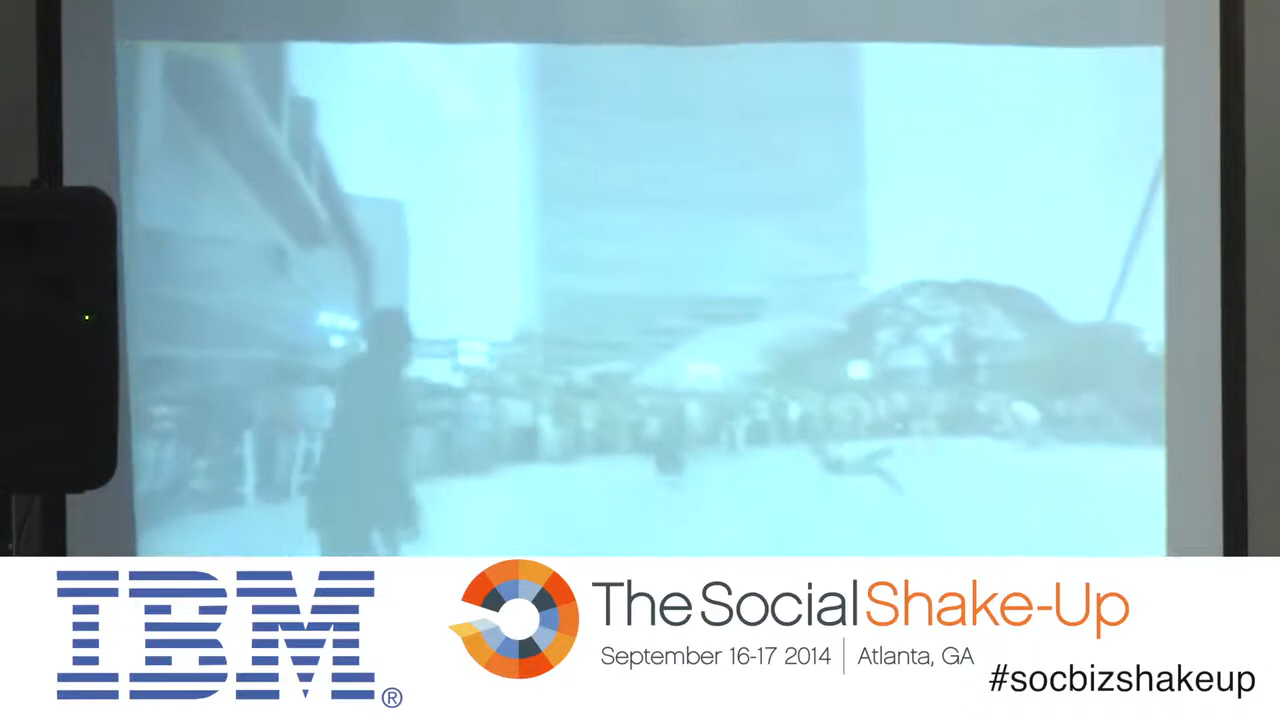 IBM®
The Social Shake-Up
September 16-17 2014 | Atlanta, GA
#socbizshakeup